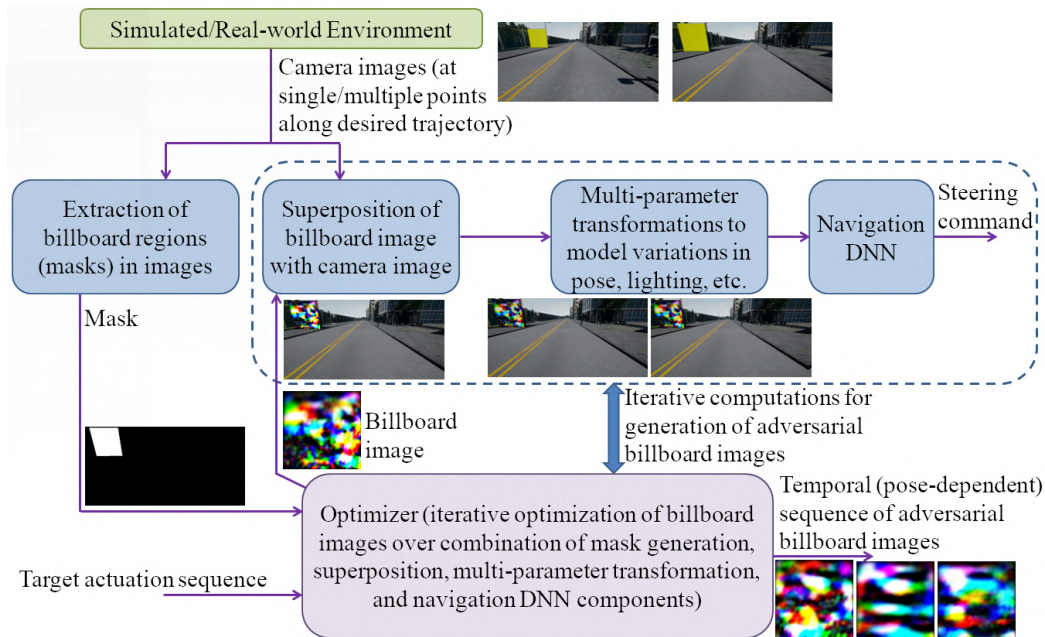 Simulated/Real-world Environment
Camera images (at
single/multiple points
along desired trajectory)
Extraction of
billboard regions
(masks) in images
Superposition of
billboard image
with camera image
Multi-parameter
transformations to
model variations in
pose, lighting, etc.
Navigation
DNN
Steering
command
Mask
Billboard
image
Iterative computations for
generation of adversarial
billboard images
Optimizer (iterative optimization of billboard
images over combination of mask generation,
superposition, multi-parameter transformation,
and navigation DNN components)
Target actuation sequence
Temporal (pose-dependent)
sequence of adversarial
billboard images